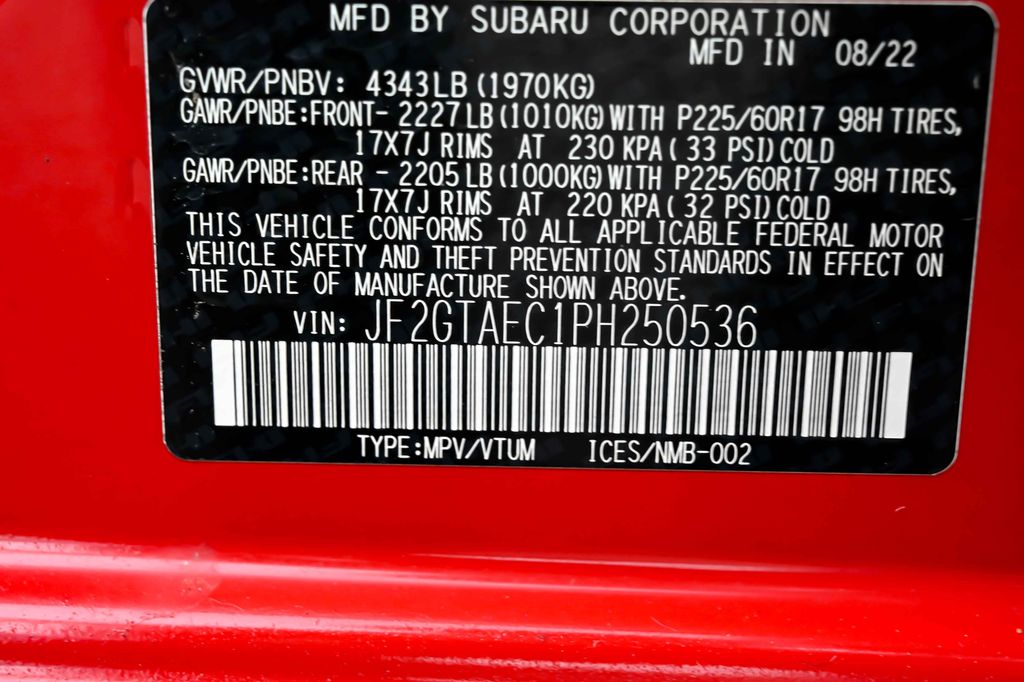 MFD BY SUBARU CORPORATION
MFD IN 08/22
GVWR/PNBV: 4343LB (1970KG)
GAWR/PNBE:FRONT- 2227LB (1010KG) WITH P225/60R17 98H TIRES,
17X7J RIMS AT 230 KPA ( 33 PSI) COLD
GAWR/PNBE:REAR - 2205LB (1000KG) WITH P225/60R17 98H TIRES,
17X7J RIMS AT 220 KPA ( 32 PSI) COLD
THIS VEHICLE CONFORMS TO ALL APPLICABLE FEDERAL MOTOR
VEHICLE SAFETY AND THEFT PREVENTION STANDARDS IN EFFECT ON
THE DATE OF MANUFACTURE SHOWN ABOVE.
VIN: JF2GTAEC1PH250536
TYPE:MPV/VTUM ICES/NMB-002